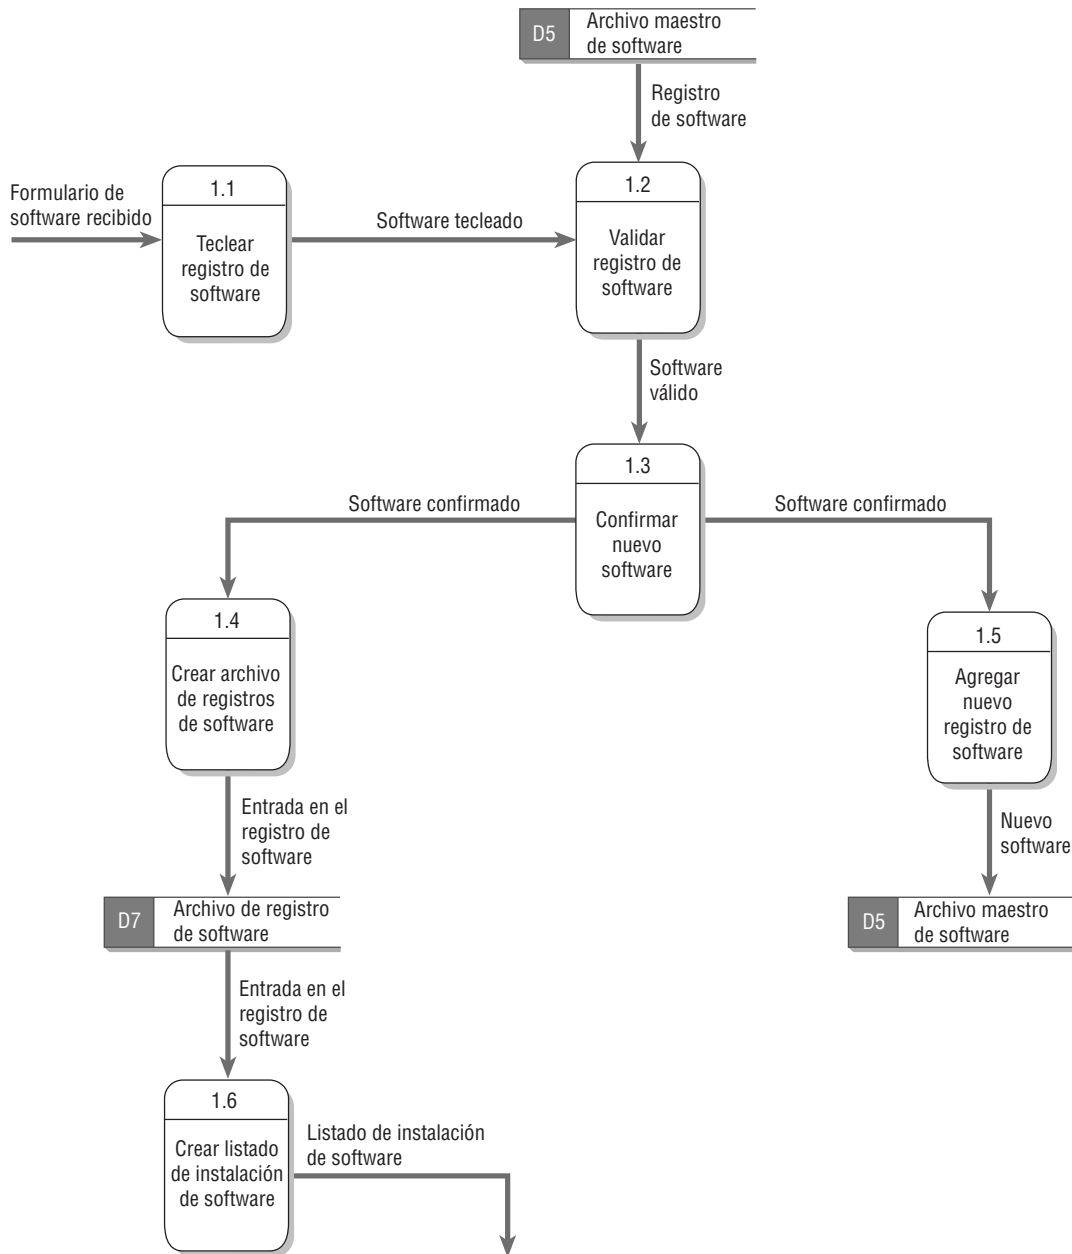 D5
Archivo maestro
de software
Registro
de software
Formulario de
software recibido
1.1
Teclear
registro de
software
Software tecleado
1.2
Validar
registro de
software
Software
válido
1.3
Confirmar
nuevo
software
Software confirmado
Software confirmado
1.4
Crear archivo
de registros
de software
1.5
Agregar
nuevo
registro de
software
Entrada en el
registro de
software
Nuevo
software
D7
Archivo de registro
de software
D5
Archivo maestro
de software
Entrada en el
registro de
software
1.6
Crear listado
de instalación
de software
Listado de instalación
de software